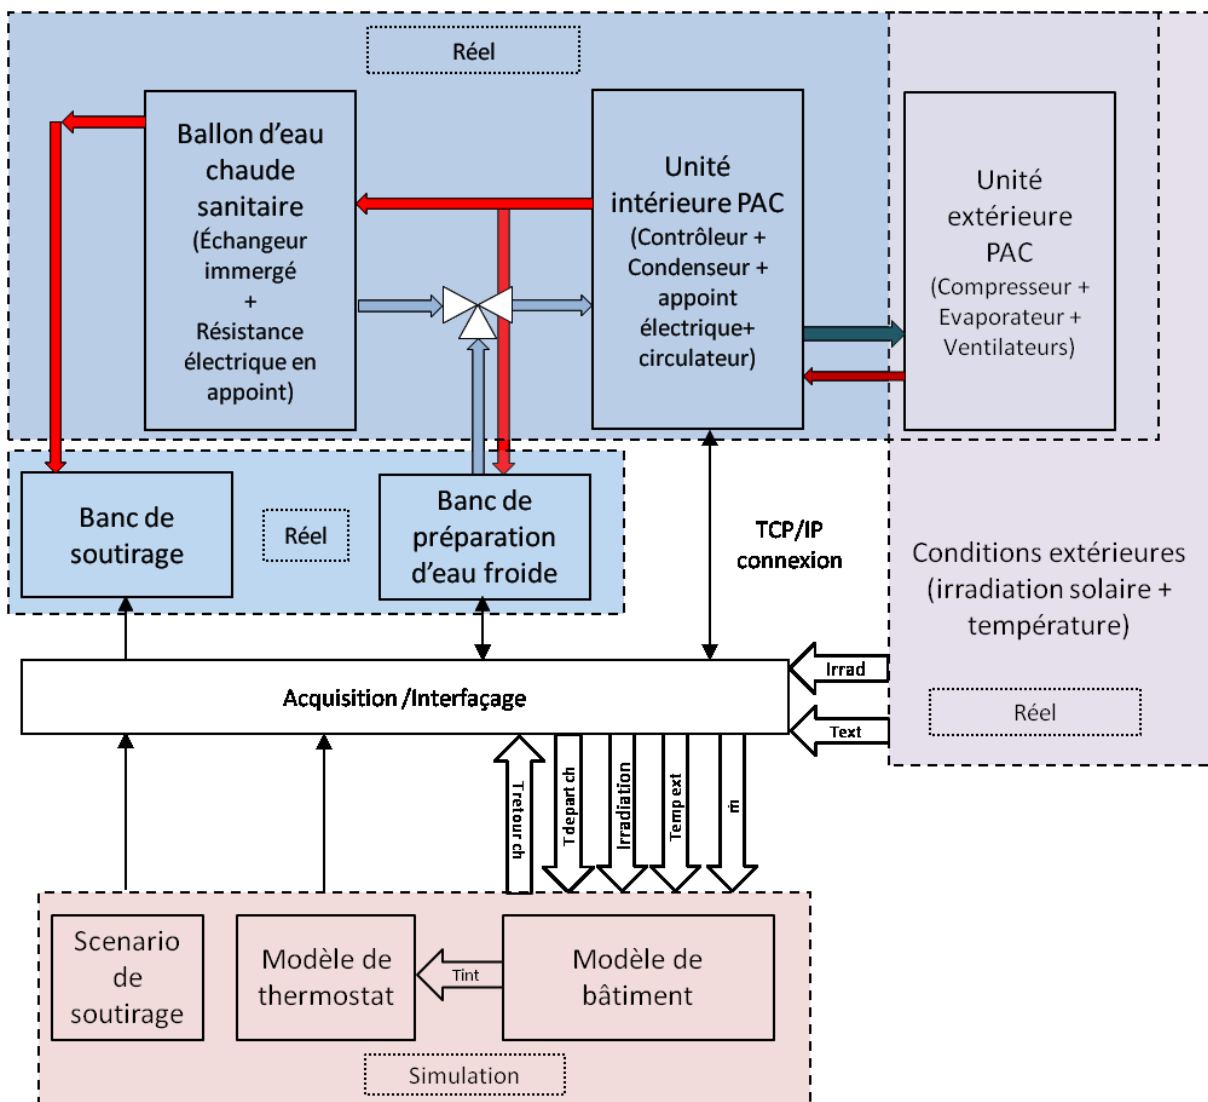 Réel
Ballon d'eau
chaude
sanitaire
(Échangeur
immergé
+
Résistance
électrique en
appoint)
Unité
intérieure PAC
(Contrôleur +
Condenseur +
appoint
électrique+
circulateur)
Unité
extérieure
PAC
(Compresseur +
Evaporateur +
Ventilateurs)
Banc de
soutirage
Réel
Banc de
préparation
d'eau froide
TCP/IP
connexion
Conditions extérieures
(irradiation solaire +
température)
Réel
Irrad
Text
Acquisition /Interfaçage
Tretour ch
Tdepart ch
Irradiation
Temp ext
ṁ
Scenario
de
soutirage
Modèle de
thermostat
Tint
Modèle de
bâtiment
Simulation